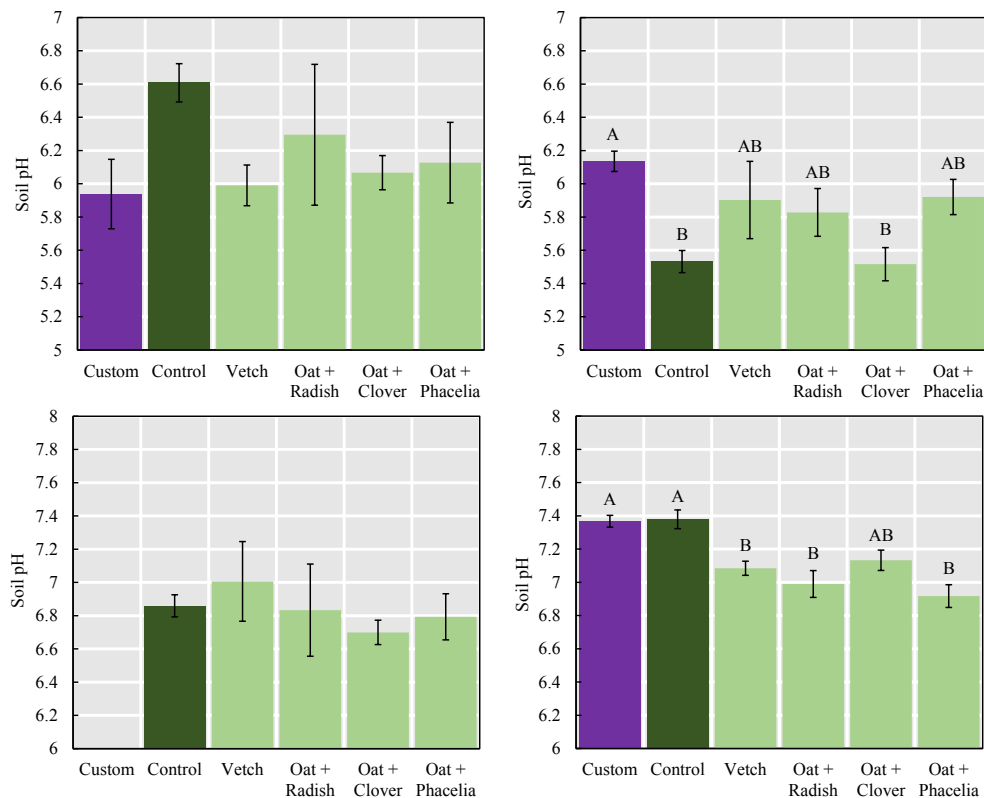 7
6.8
6.6
6.4
6.2
6
5.8
5.6
5.4
5.2
5
Soil pH
Custom
Control
Vetch
Oat +
Radish
Oat +
Clover
Oat +
Phacelia
7
6.8
6.6
6.4
6.2
6
5.8
5.6
5.4
5.2
5
Soil pH
A
B
AB
AB
B
AB
Custom
Control
Vetch
Oat +
Radish
Oat +
Clover
Oat +
Phacelia
8
7.8
7.6
7.4
7.2
7
6.8
6.6
6.4
6.2
6
Soil pH
Custom
Control
Vetch
Oat +
Radish
Oat +
Clover
Oat +
Phacelia
8
7.8
7.6
7.4
7.2
7
6.8
6.6
6.4
6.2
6
Soil pH
A
A
B
B
AB
B
Custom
Control
Vetch
Oat +
Radish
Oat +
Clover
Oat +
Phacelia